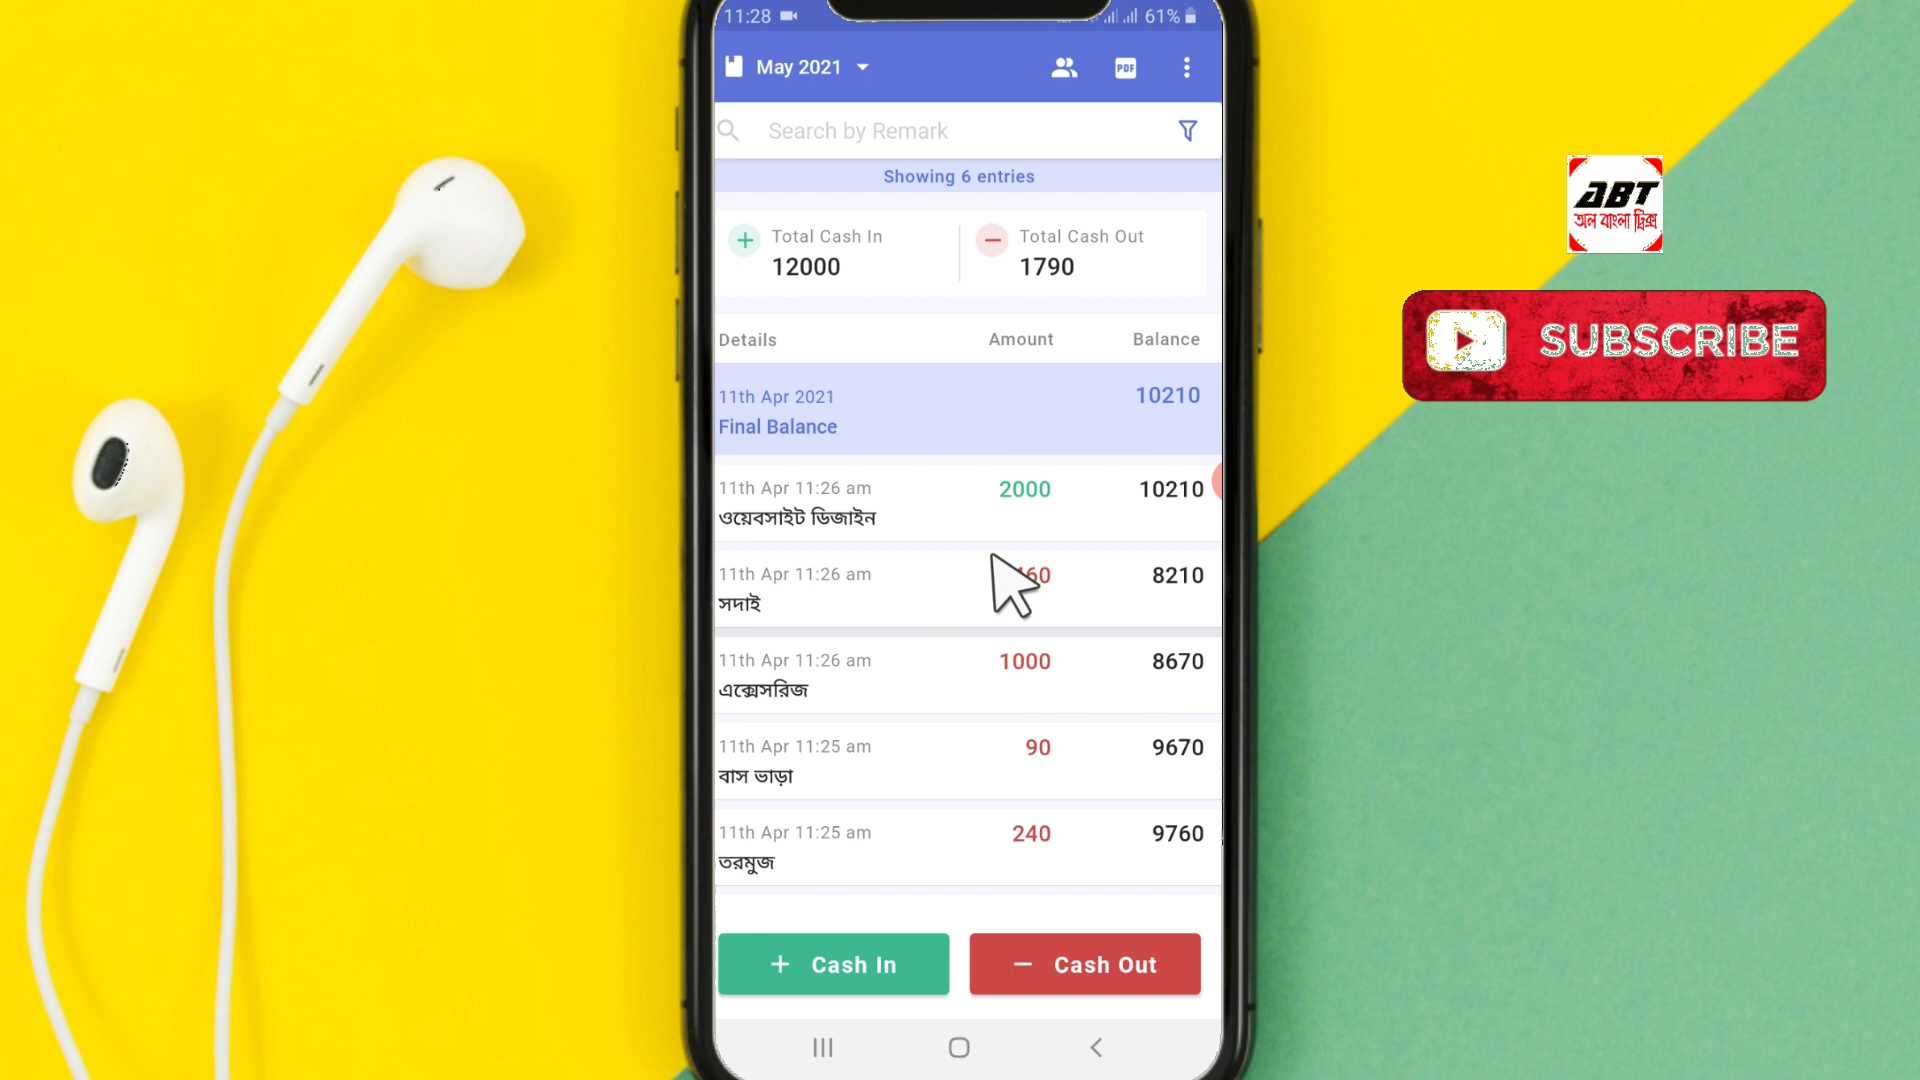 11:28
61%
May 2021
PDF
Search by Remark
Showing 6 entries
Total Cash In
12000
Total Cash Out
1790
Details Amount Balance
11th Apr 2021 10210
Final Balance
11th Apr 11:26 am 2000 10210
ওয়েবসাইট ডিজাইন
11th Apr 11:26 am 8210
সদাই
11th Apr 11:26 am 1000 8670
এক্সেসরিজ
11th Apr 11:25 am 90 9670
বাস ভাড়া
11th Apr 11:25 am 240 9760
তরমুজ
+ Cash In
− Cash Out
ABT
অল বাংলা ট্রিক্স
SUBSCRIBE